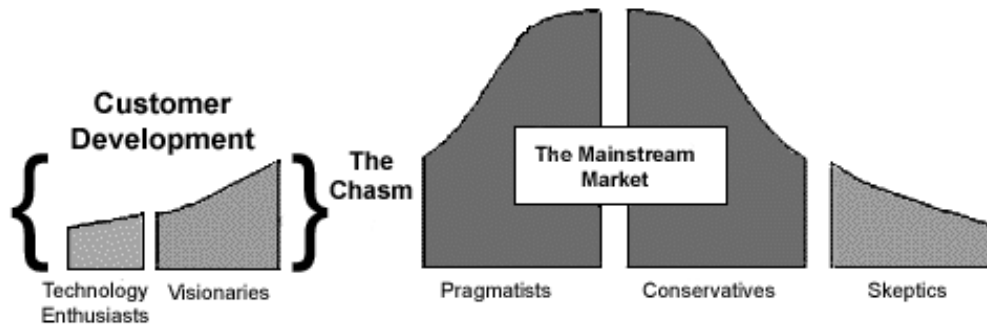 Customer
Development
The
Chasm
The Mainstream
Market
Technology
Enthusiasts
Visionaries
Pragmatists
Conservatives
Skeptics